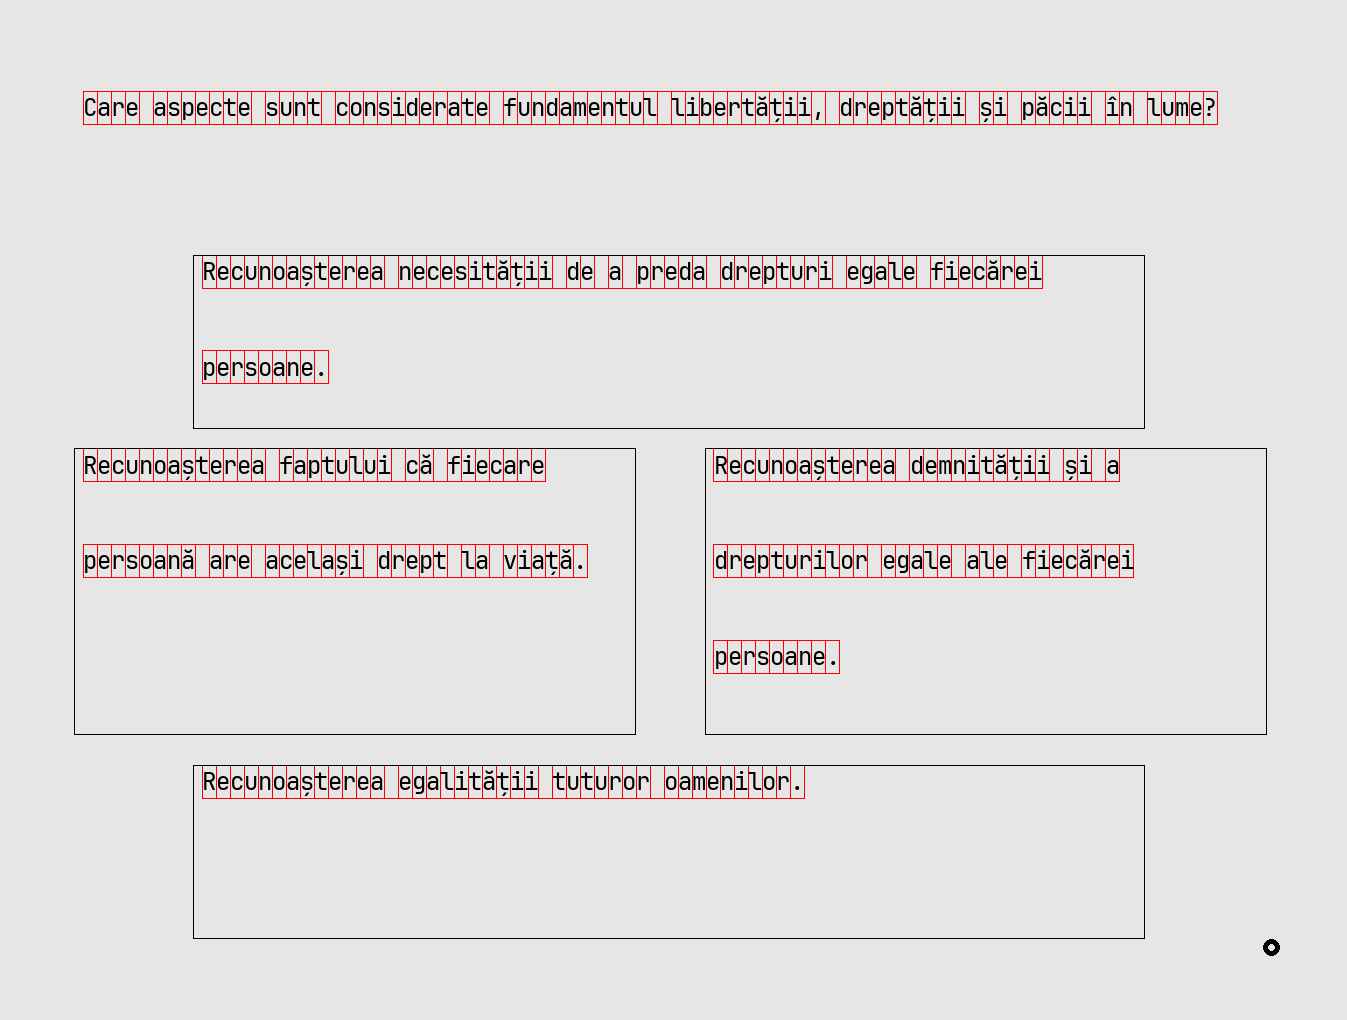 Care aspecte sunt considerate fundamentul libertății, dreptății și păcii în lume?
Recunoașterea necesității de a preda drepturi egale fiecărei
persoane.
Recunoașterea faptului că fiecare
persoană are același drept la viață.
Recunoașterea demnității și a
drepturilor egale ale fiecărei
persoane.
Recunoașterea egalității tuturor oamenilor.